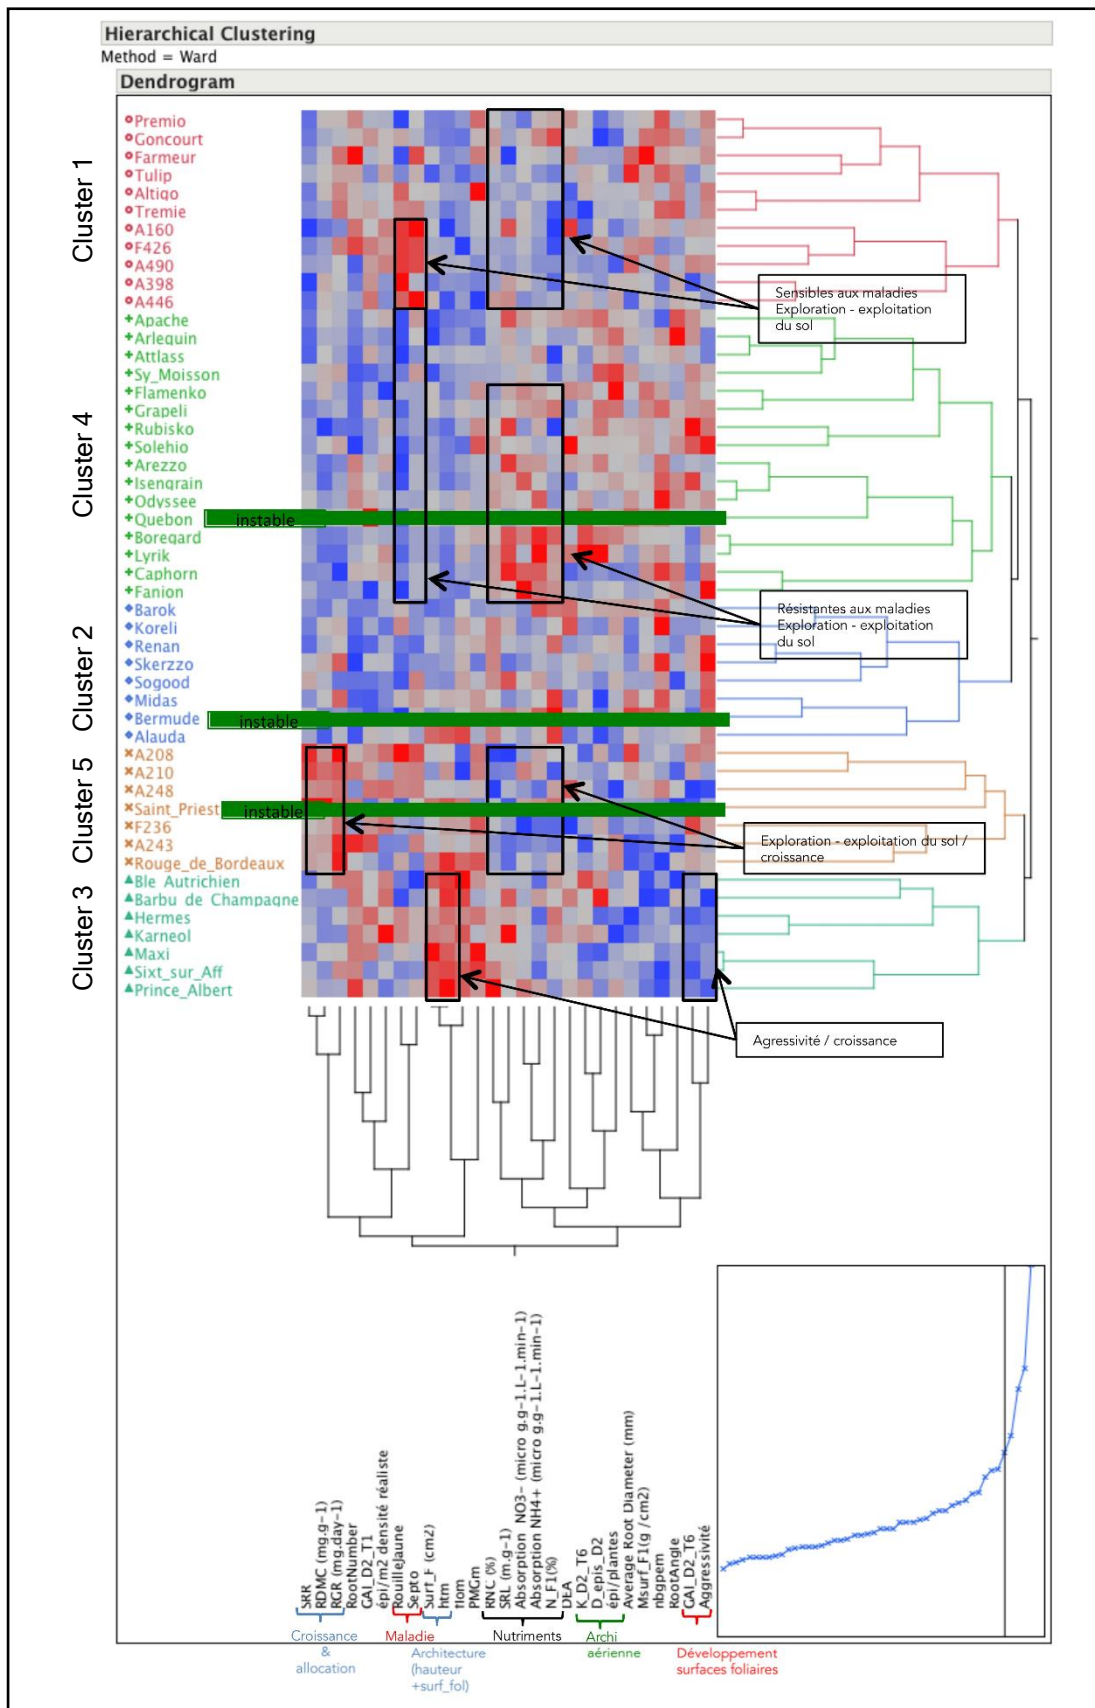 Hierarchical Clustering
Method = Ward
Dendrogram
Cluster 1
Premio
Goncourt
Farmeur
Tulip
Altigo
Tremie
A160
F426
A490
A398
A446
Sensibles aux maladies
Exploration - exploitation
du sol
Cluster 4
Apache
Arlequin
Attlass
Sy_Moisson
Flamenko
Grapeli
Rubisko
Solehio
Arezzo
Isengrain
Odyssee
Quebon
instable
Boregard
Lyrik
Caphorn
Fanion
Résistantes aux maladies
Exploration - exploitation
du sol
Cluster 2
Barok
Koreli
Renan
Skerzzo
Sogood
Midas
Bermude
instable
Alauda
Cluster 5
A208
A210
A248
Saint_Priest
instable
F236
A243
Rouge_de_Bordeaux
Exploration - exploitation du sol /
croissance
Cluster 3
Ble Autrichien
Barbu de Champagne
Hermes
Karneol
Maxi
Sixt_sur_Aff
Prince_Albert
Agressivité / croissance
SRR
RDMC (mg.g-1)
RGR (mg.day-1)
RootNumber
GAI_D2_T1
épi/m2 densité réaliste
RouilleJaune
Septo
Surf_F (cm2)
htm
Hom
PMGm
RNC (%)
SRL (m.g-1)
Absorption NO3- (micro g.g-1.L-1.min-1)
Absorption NH4+ (micro g.g-1.L-1.min-1)
N_F1(%)
DEA
K_D2_T6
D_epis_D2
épi/plantes
Average Root Diameter (mm)
Msurf_F1(g /cm2)
nbgpem
RootAngle
GAI_D2_T6
Aggressivité
Croissance
&
allocation
Maladie
Architecture
(hauteur
+surf_fol)
Nutriments
Archi
aérienne
Développement
surfaces foliaires